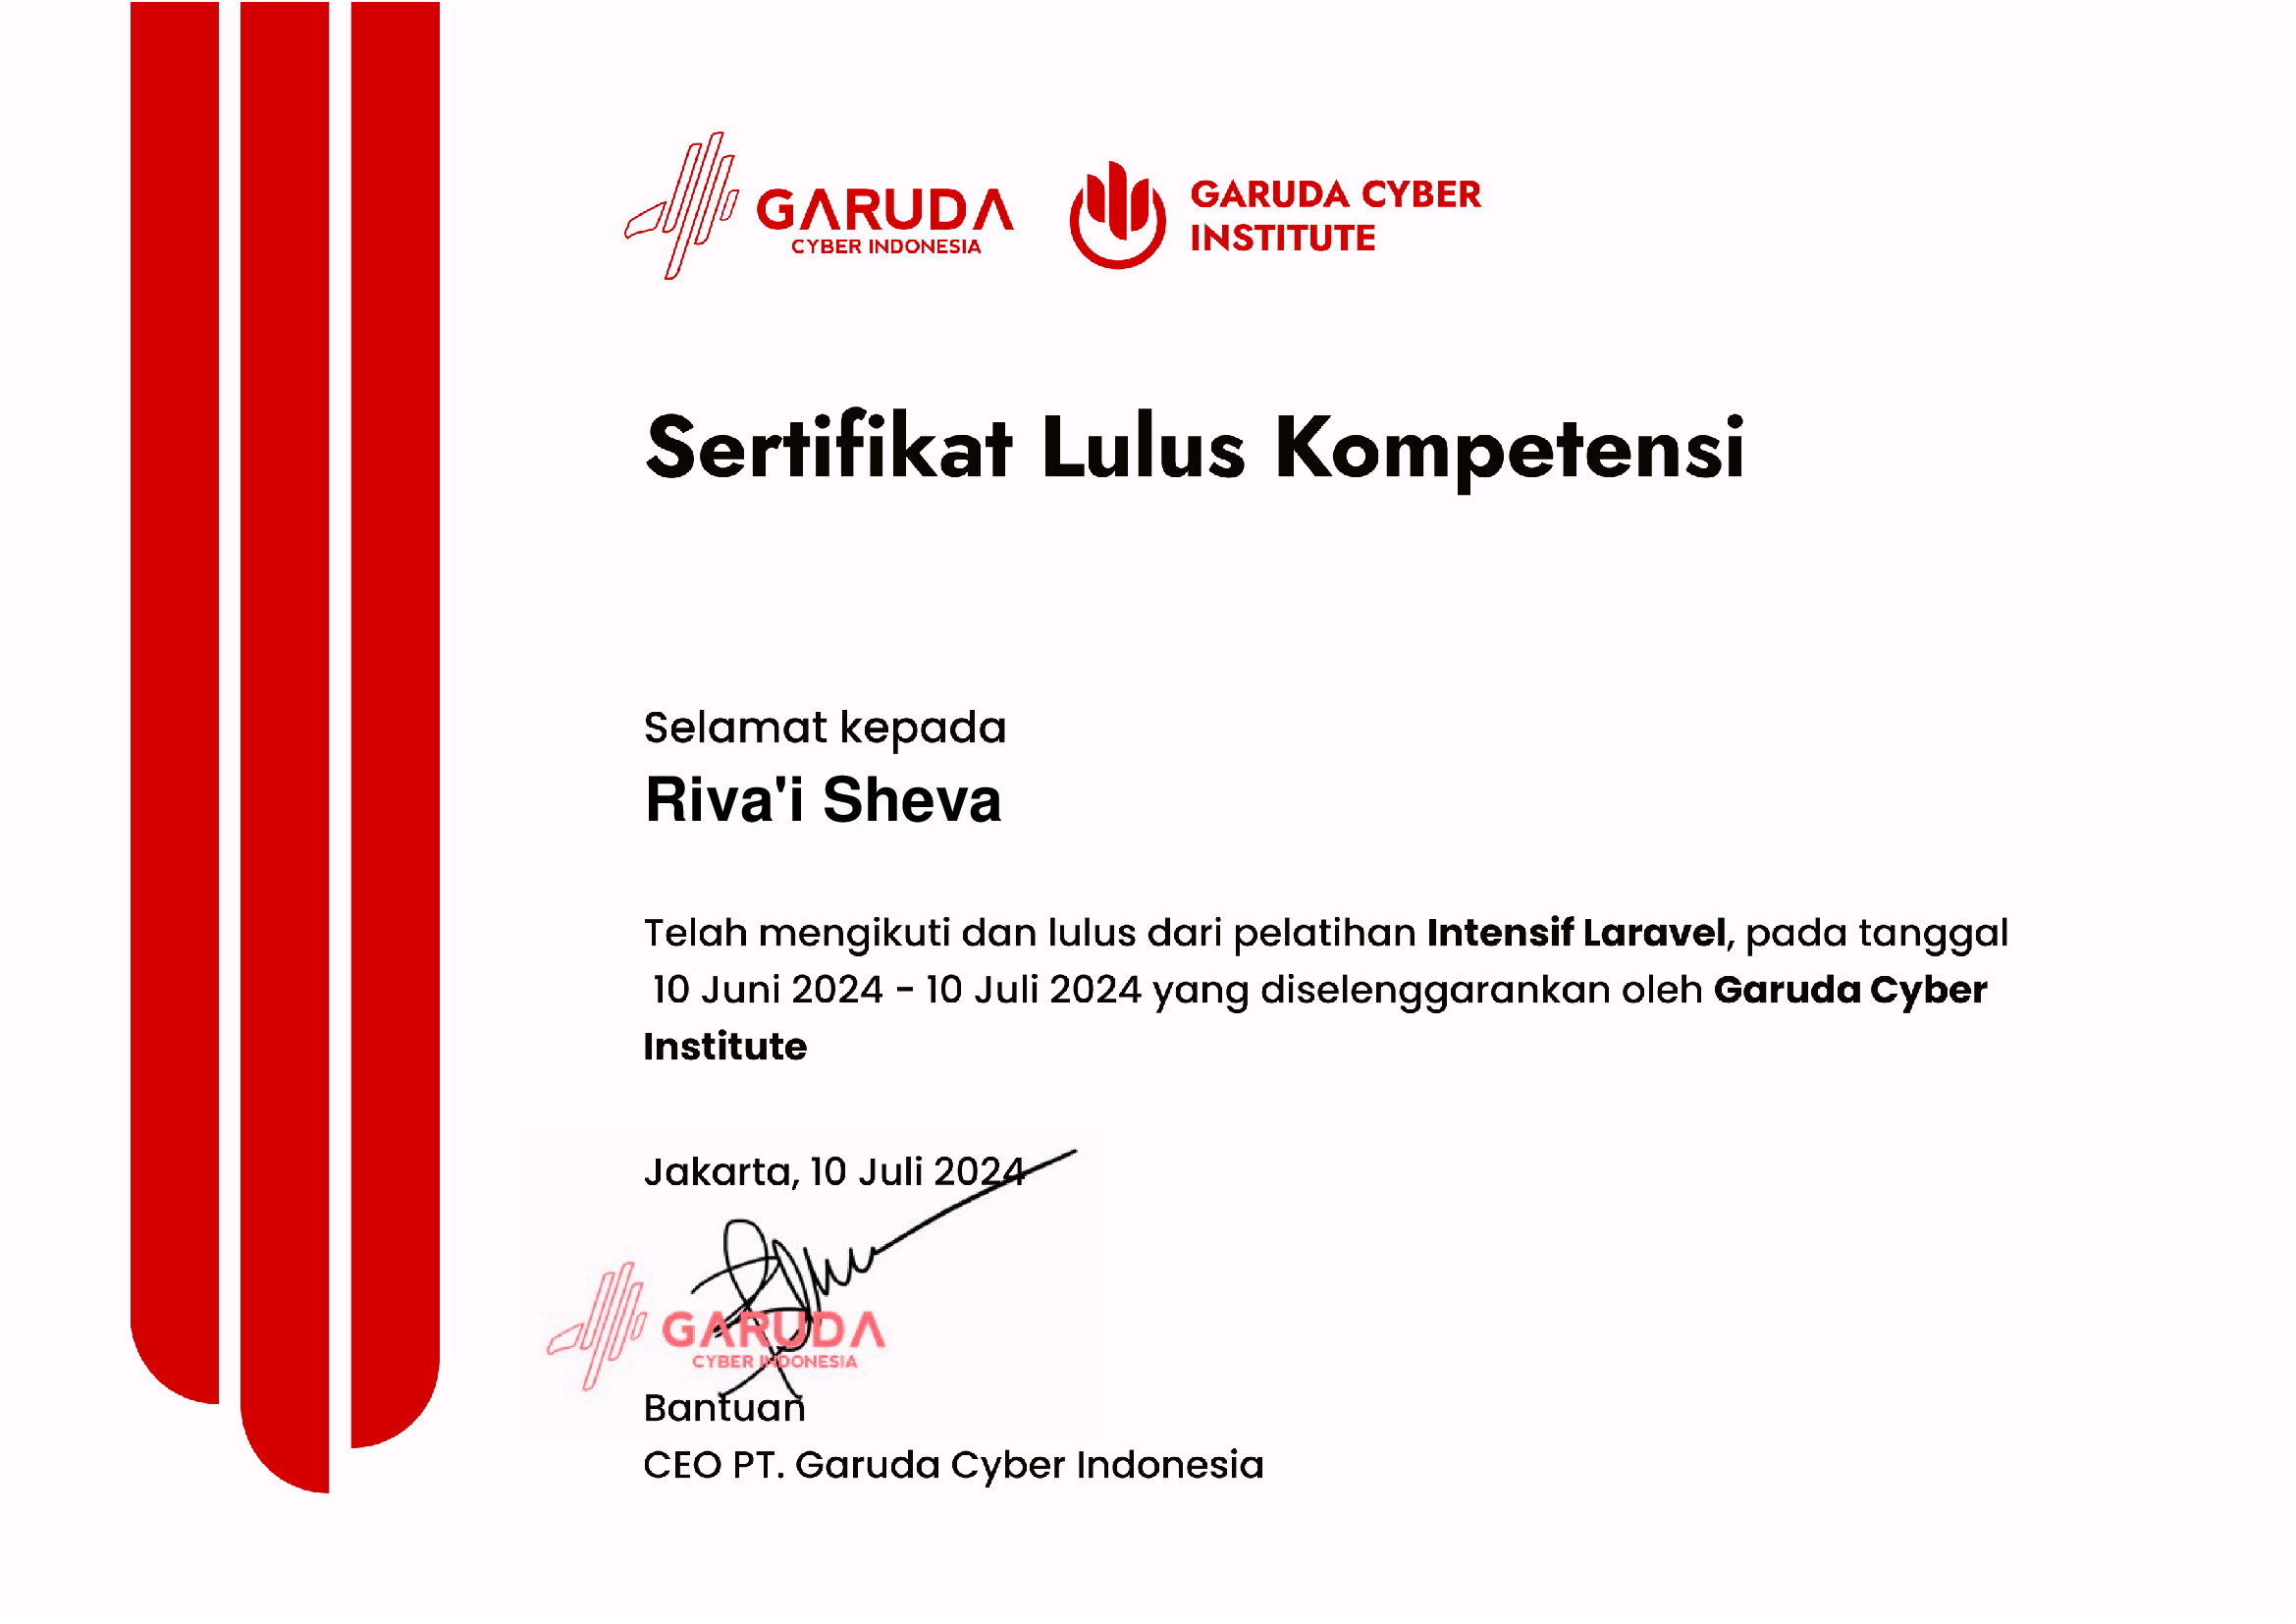 GARUDA
CYBER INDONESIA
GARUDA CYBER
INSTITUTE
Sertifikat Lulus Kompetensi
Selamat kepada
Riva'i Sheva
Telah mengikuti dan lulus dari pelatihan Intensif Laravel, pada tanggal
10 Juni 2024 - 10 Juli 2024 yang diselenggarankan oleh Garuda Cyber
Institute
Jakarta, 10 Juli 2024
GARUDA
CYBER INDONESIA
Bantuan
CEO PT. Garuda Cyber Indonesia